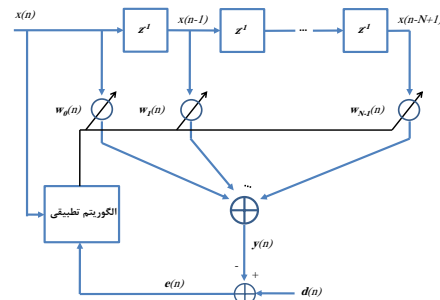 x(n)
z-1
x(n-1)
z-1
...
z-1
x(n-N+1)
w0(n)
w1(n)
wN-1(n)
...
الگوریتم تطبیقی
y(n)
-
+
e(n)
d(n)